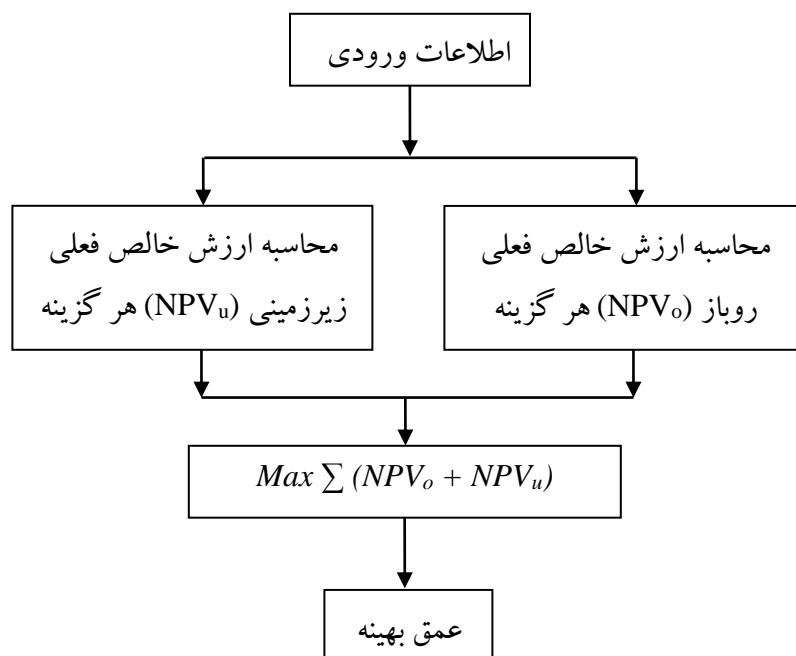 اطلاعات ورودی
محاسبه ارزش خالص فعلی
روباز (NPVo) هر گزینه
محاسبه ارزش خالص فعلی
زیرزمینی (NPVu) هر گزینه
Max ∑ (NPVo + NPVu)
عمق بهینه